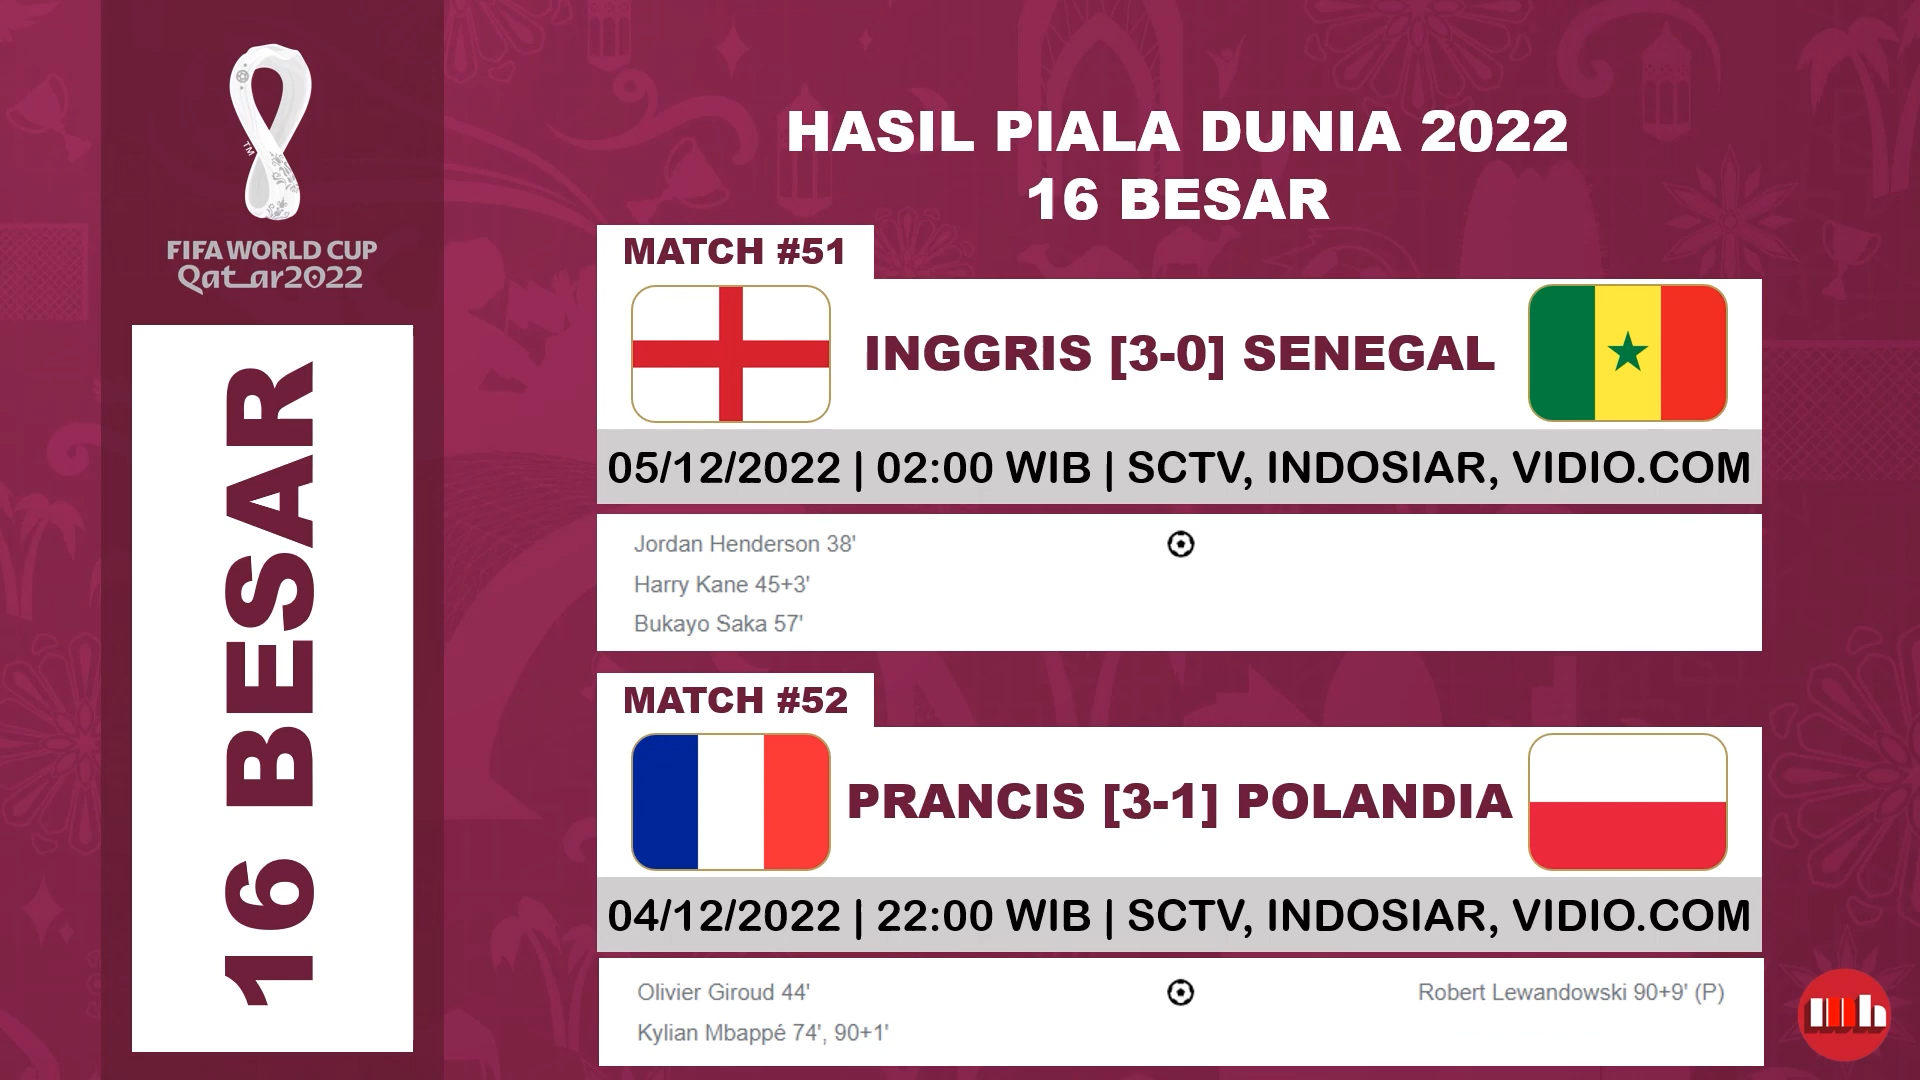 FIFA WORLD CUP
Qatar2022
TM
16 BESAR
HASIL PIALA DUNIA 2022
16 BESAR
MATCH #51
INGGRIS [3-0] SENEGAL
05/12/2022 | 02:00 WIB | SCTV, INDOSIAR, VIDIO.COM
Jordan Henderson 38'
Harry Kane 45+3'
Bukayo Saka 57'
MATCH #52
PRANCIS [3-1] POLANDIA
04/12/2022 | 22:00 WIB | SCTV, INDOSIAR, VIDIO.COM
Olivier Giroud 44'
Robert Lewandowski 90+9' (P)
Kylian Mbappé 74', 90+1'